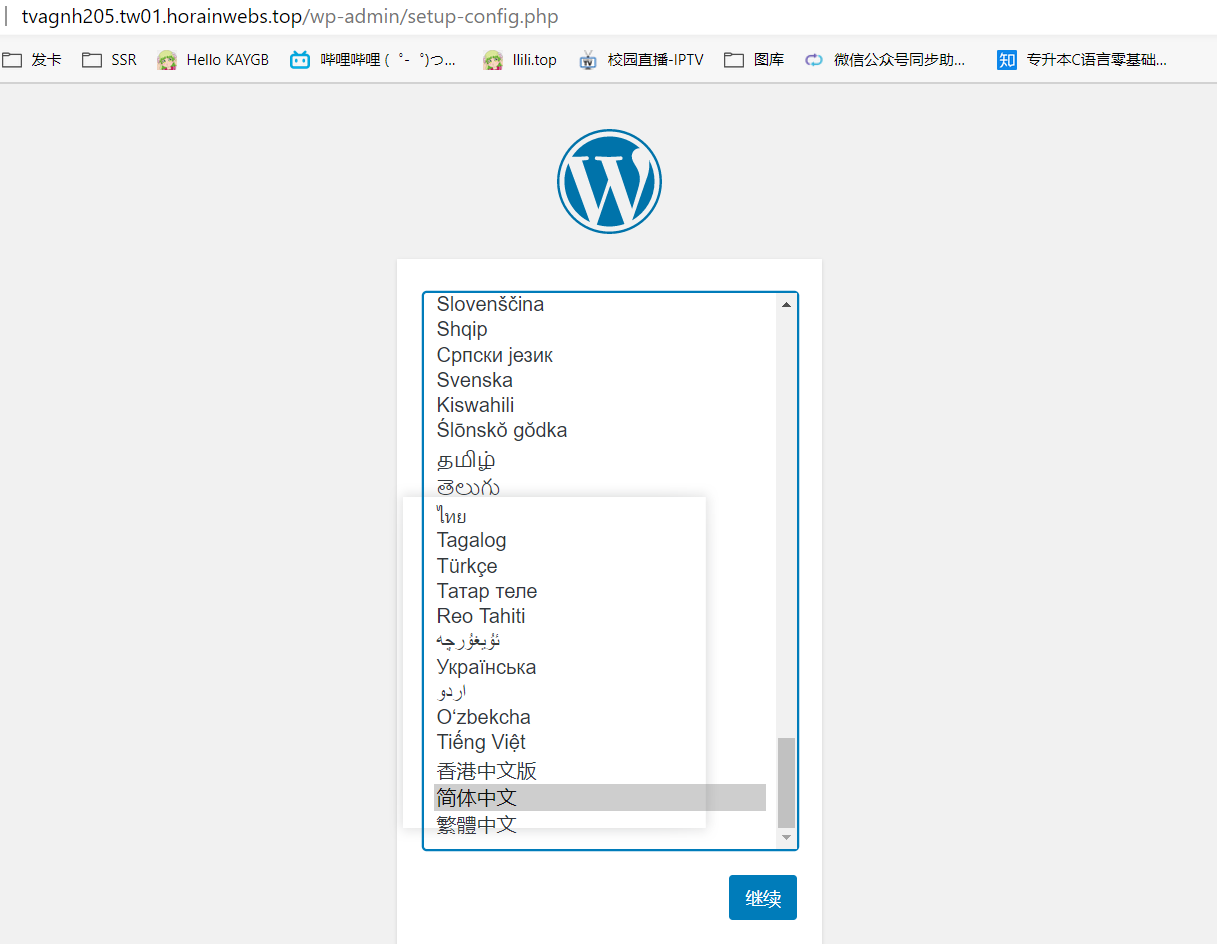 tvagnh205.tw01.horainwebs.top/wp-admin/setup-config.php
发卡 SSR Hello KAYGB 哔哩哔哩 (゜-゜)つ... llili.top 校园直播-IPTV 图库 微信公众号同步助... 知 专升本C语言零基础...
Slovenščina
Shqip
Српски језик
Svenska
Kiswahili
Ślōnskŏ gŏdka
தமிழ்
తెలుగు
ไทย
Tagalog
Türkçe
Татар теле
Reo Tahiti
ئۇيغۇرچە
Українська
اردو
O‘zbekcha
Tiếng Việt
香港中文版
简体中文
繁體中文
继续